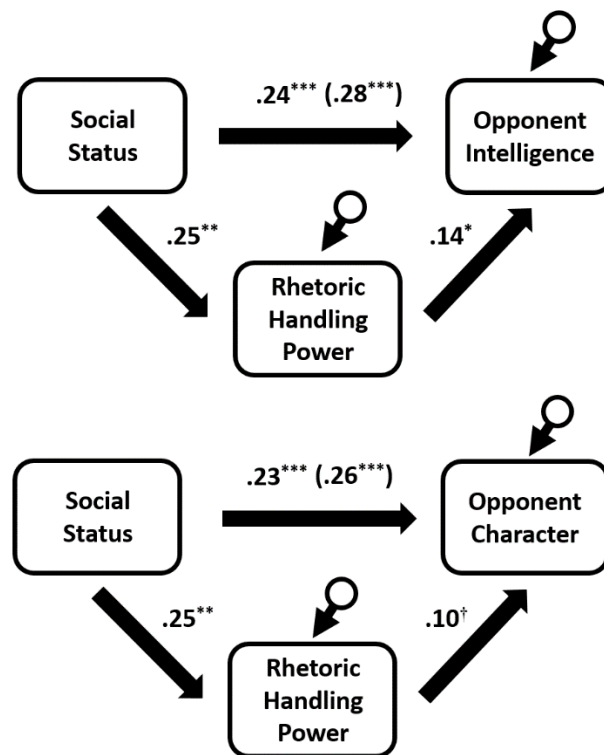 .24*** (.28***)
Social
Status
Opponent
Intelligence
.25**
.14*
Rhetoric
Handling
Power
.23*** (.26***)
Social
Status
Opponent
Character
.25**
.10†
Rhetoric
Handling
Power